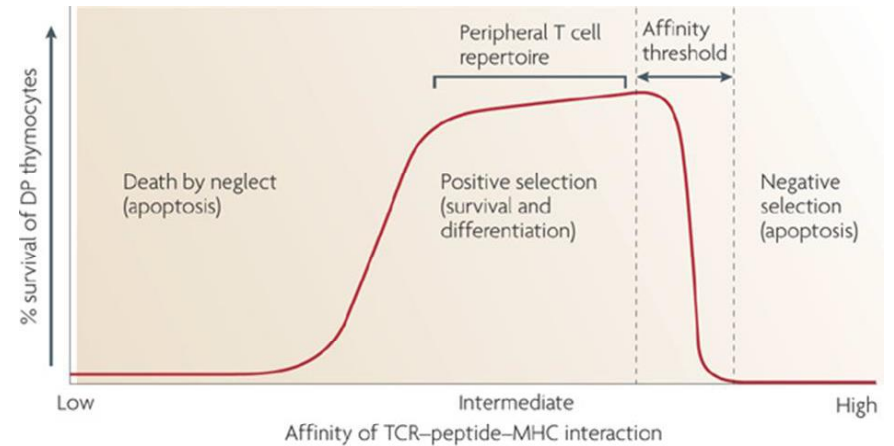 Peripheral T cell
repertoire
Affinity
threshold
% survival of DP thymocytes
Death by neglect
(apoptosis)
Positive selection
(survival and
differentiation)
Negative
selection
(apoptosis)
Low
Intermediate
High
Affinity of TCR–peptide–MHC interaction